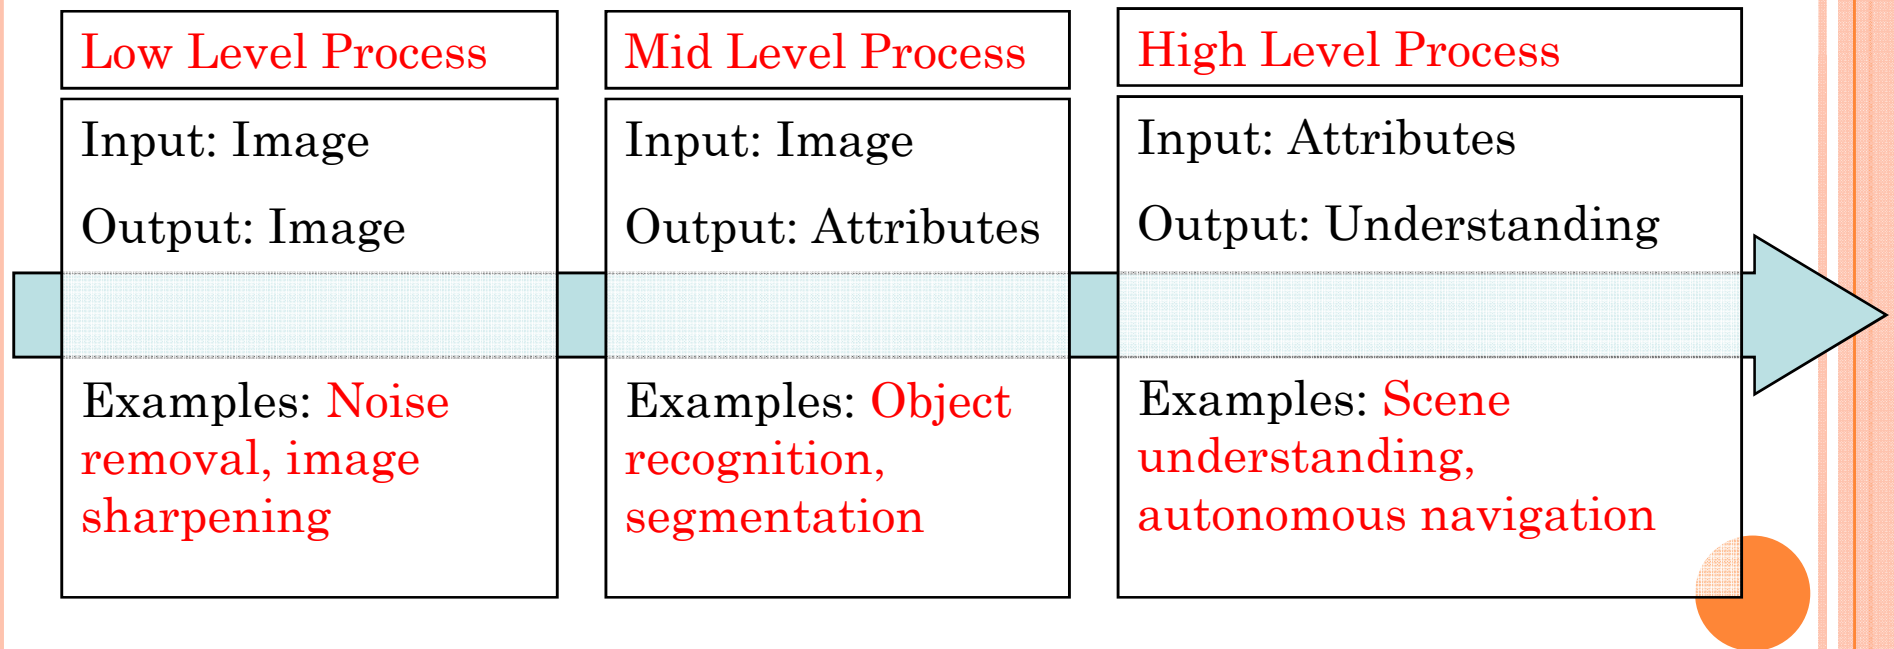 Low Level Process
Input: Image
Output: Image
Examples: Noise
removal, image
sharpening
Mid Level Process
Input: Image
Output: Attributes
Examples: Object
recognition,
segmentation
High Level Process
Input: Attributes
Output: Understanding
Examples: Scene
understanding,
autonomous navigation